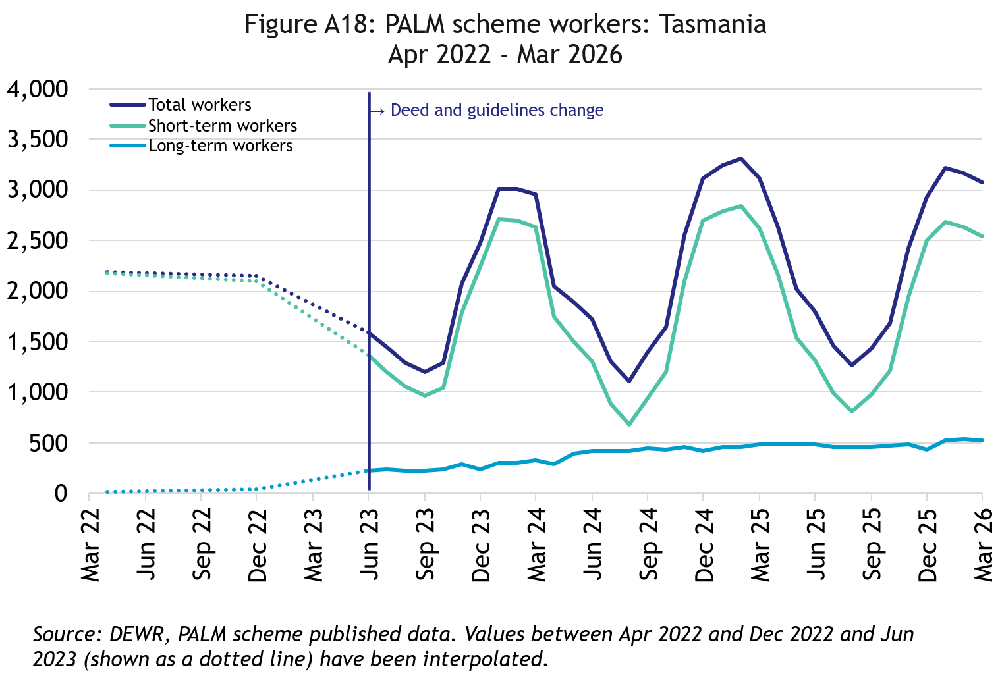 Figure A18: PALM scheme workers: Tasmania
Apr 2022 - Mar 2026
4,000
3,500
3,000
2,500
2,000
1,500
1,000
500
0
Total workers
Short-term workers
Long-term workers
→ Deed and guidelines change
Mar 22
Jun 22
Sep 22
Dec 22
Mar 23
Jun 23
Sep 23
Dec 23
Mar 24
Jun 24
Sep 24
Dec 24
Mar 25
Jun 25
Sep 25
Dec 25
Mar 26
Source: DEWR, PALM scheme published data. Values between Apr 2022 and Dec 2022 and Jun
2023 (shown as a dotted line) have been interpolated.